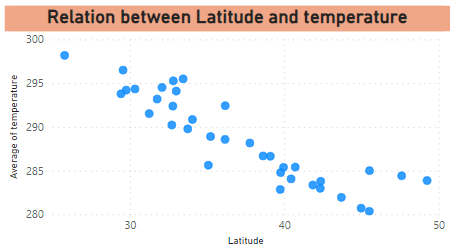 Relation between Latitude and temperature
300
295
290
285
280
Average of temperature
30 40 50
Latitude